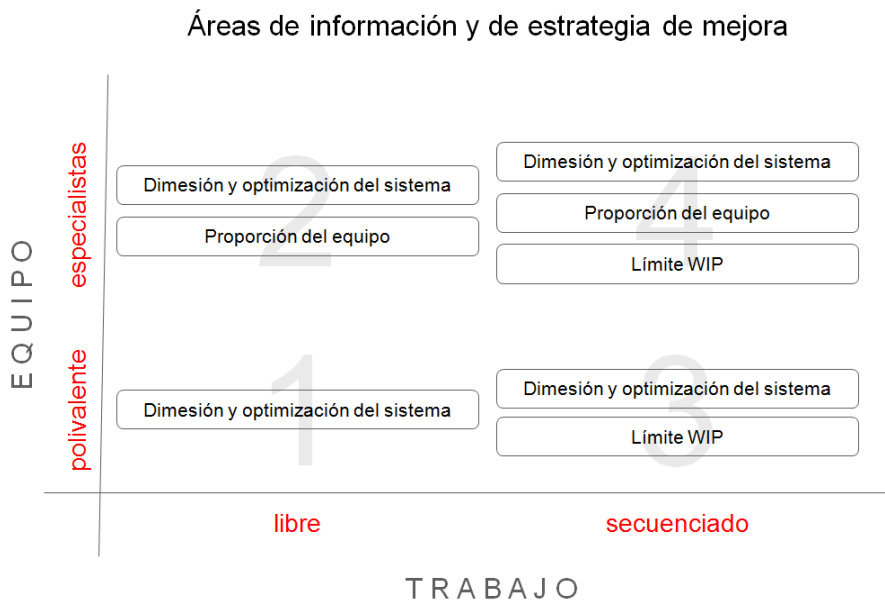 Áreas de información y de estrategia de mejora
EQUIPO
especialistas
2
Dimesión y optimización del sistema
Proporción del equipo
4
Dimesión y optimización del sistema
Proporción del equipo
Límite WIP
polivalente
1
Dimesión y optimización del sistema
3
Dimesión y optimización del sistema
Límite WIP
libre
secuenciado
TRABAJO